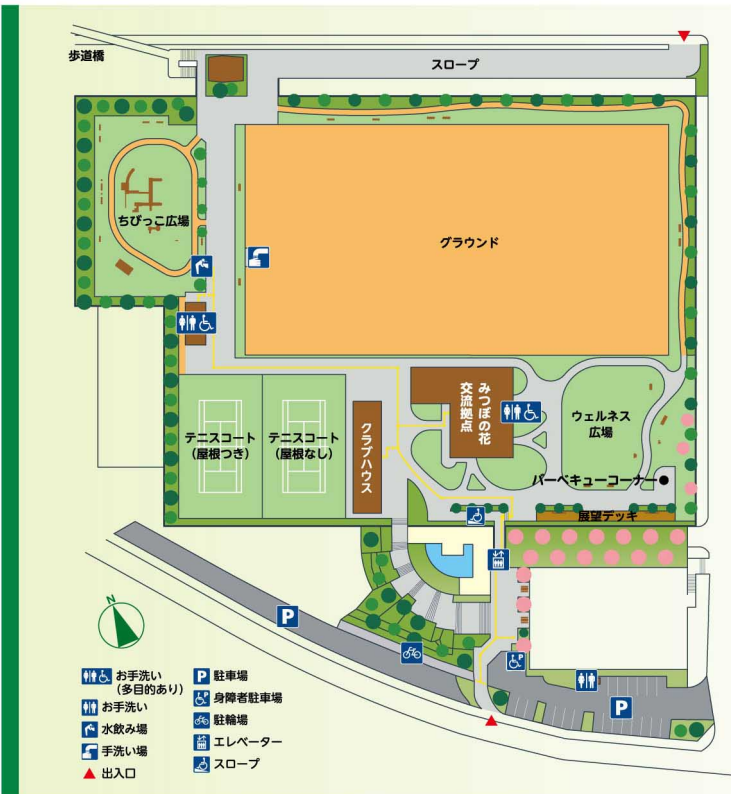 歩道橋
スロープ
ちびっこ広場
グラウンド
みつぼの花
交流拠点
ウェルネス
広場
テニスコート
(屋根つき)
テニスコート
(屋根なし)
クラブハウス
バーベキューコーナー
展望デッキ
P
P
P
N
お手洗い
(多目的あり)
お手洗い
水飲み場
手洗い場
出入口
P 駐車場
P 身障者駐車場
駐輪場
エレベーター
スロープ